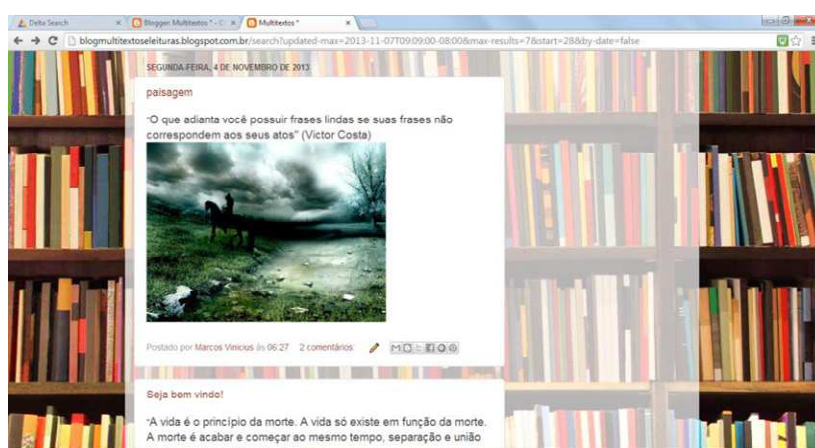 Delta Search
Blogger: Multitextos * - C
Multitextos *
blogmultitextoseleituras.blogspot.com.br/search?updated-max=2013-11-07T09:09:00-08:00&max-results=7&start=28&by-date=false
SEGUNDA-FEIRA, 4 DE NOVEMBRO DE 2013
paisagem
"O que adianta você possuir frases lindas se suas frases não
correspondem aos seus atos" (Victor Costa)
Postado por Marcos Vinicius às 06:27 2 comentários:
Seja bem vindo!
"A vida é o princípio da morte. A vida só existe em função da morte.
A morte é acabar e começar ao mesmo tempo, separação e união